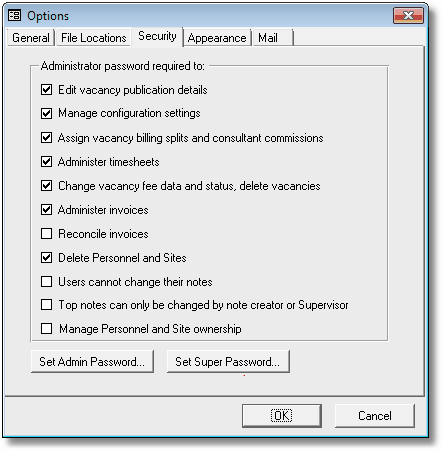 Options
General File Locations Security Appearance Mail
Administrator password required to:
Edit vacancy publication details
Manage configuration settings
Assign vacancy billing splits and consultant commissions
Administer timesheets
Change vacancy fee data and status, delete vacancies
Administer invoices
Reconcile invoices
Delete Personnel and Sites
Users cannot change their notes
Top notes can only be changed by note creator or Supervisor
Manage Personnel and Site ownership
Set Admin Password... Set Super Password...
OK Cancel